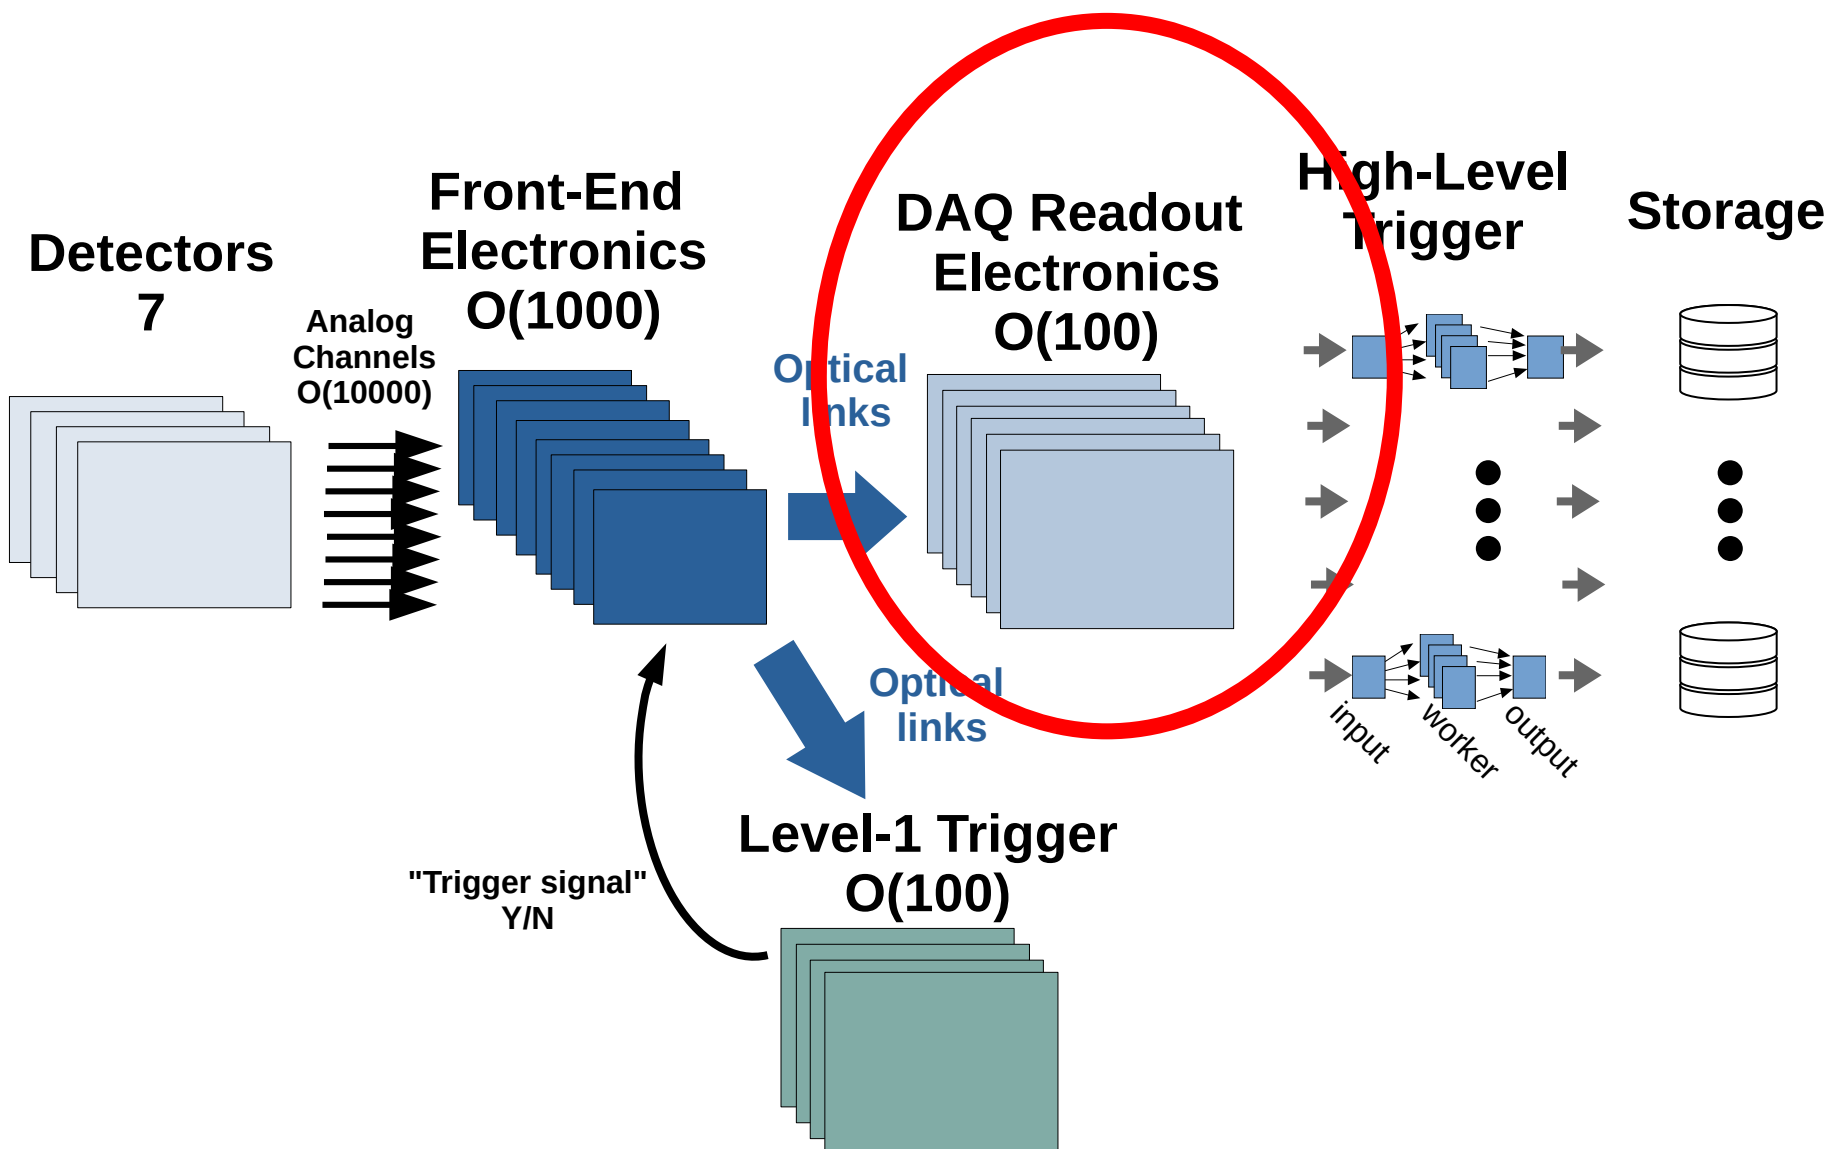 Detectors
7
Analog
Channels
O(10000)
Front-End
Electronics
O(1000)
Optical
links
DAQ Readout
Electronics
O(100)
High-Level
Trigger
Storage
input
worker
output
Optical
links
Level-1 Trigger
O(100)
"Trigger signal"
Y/N